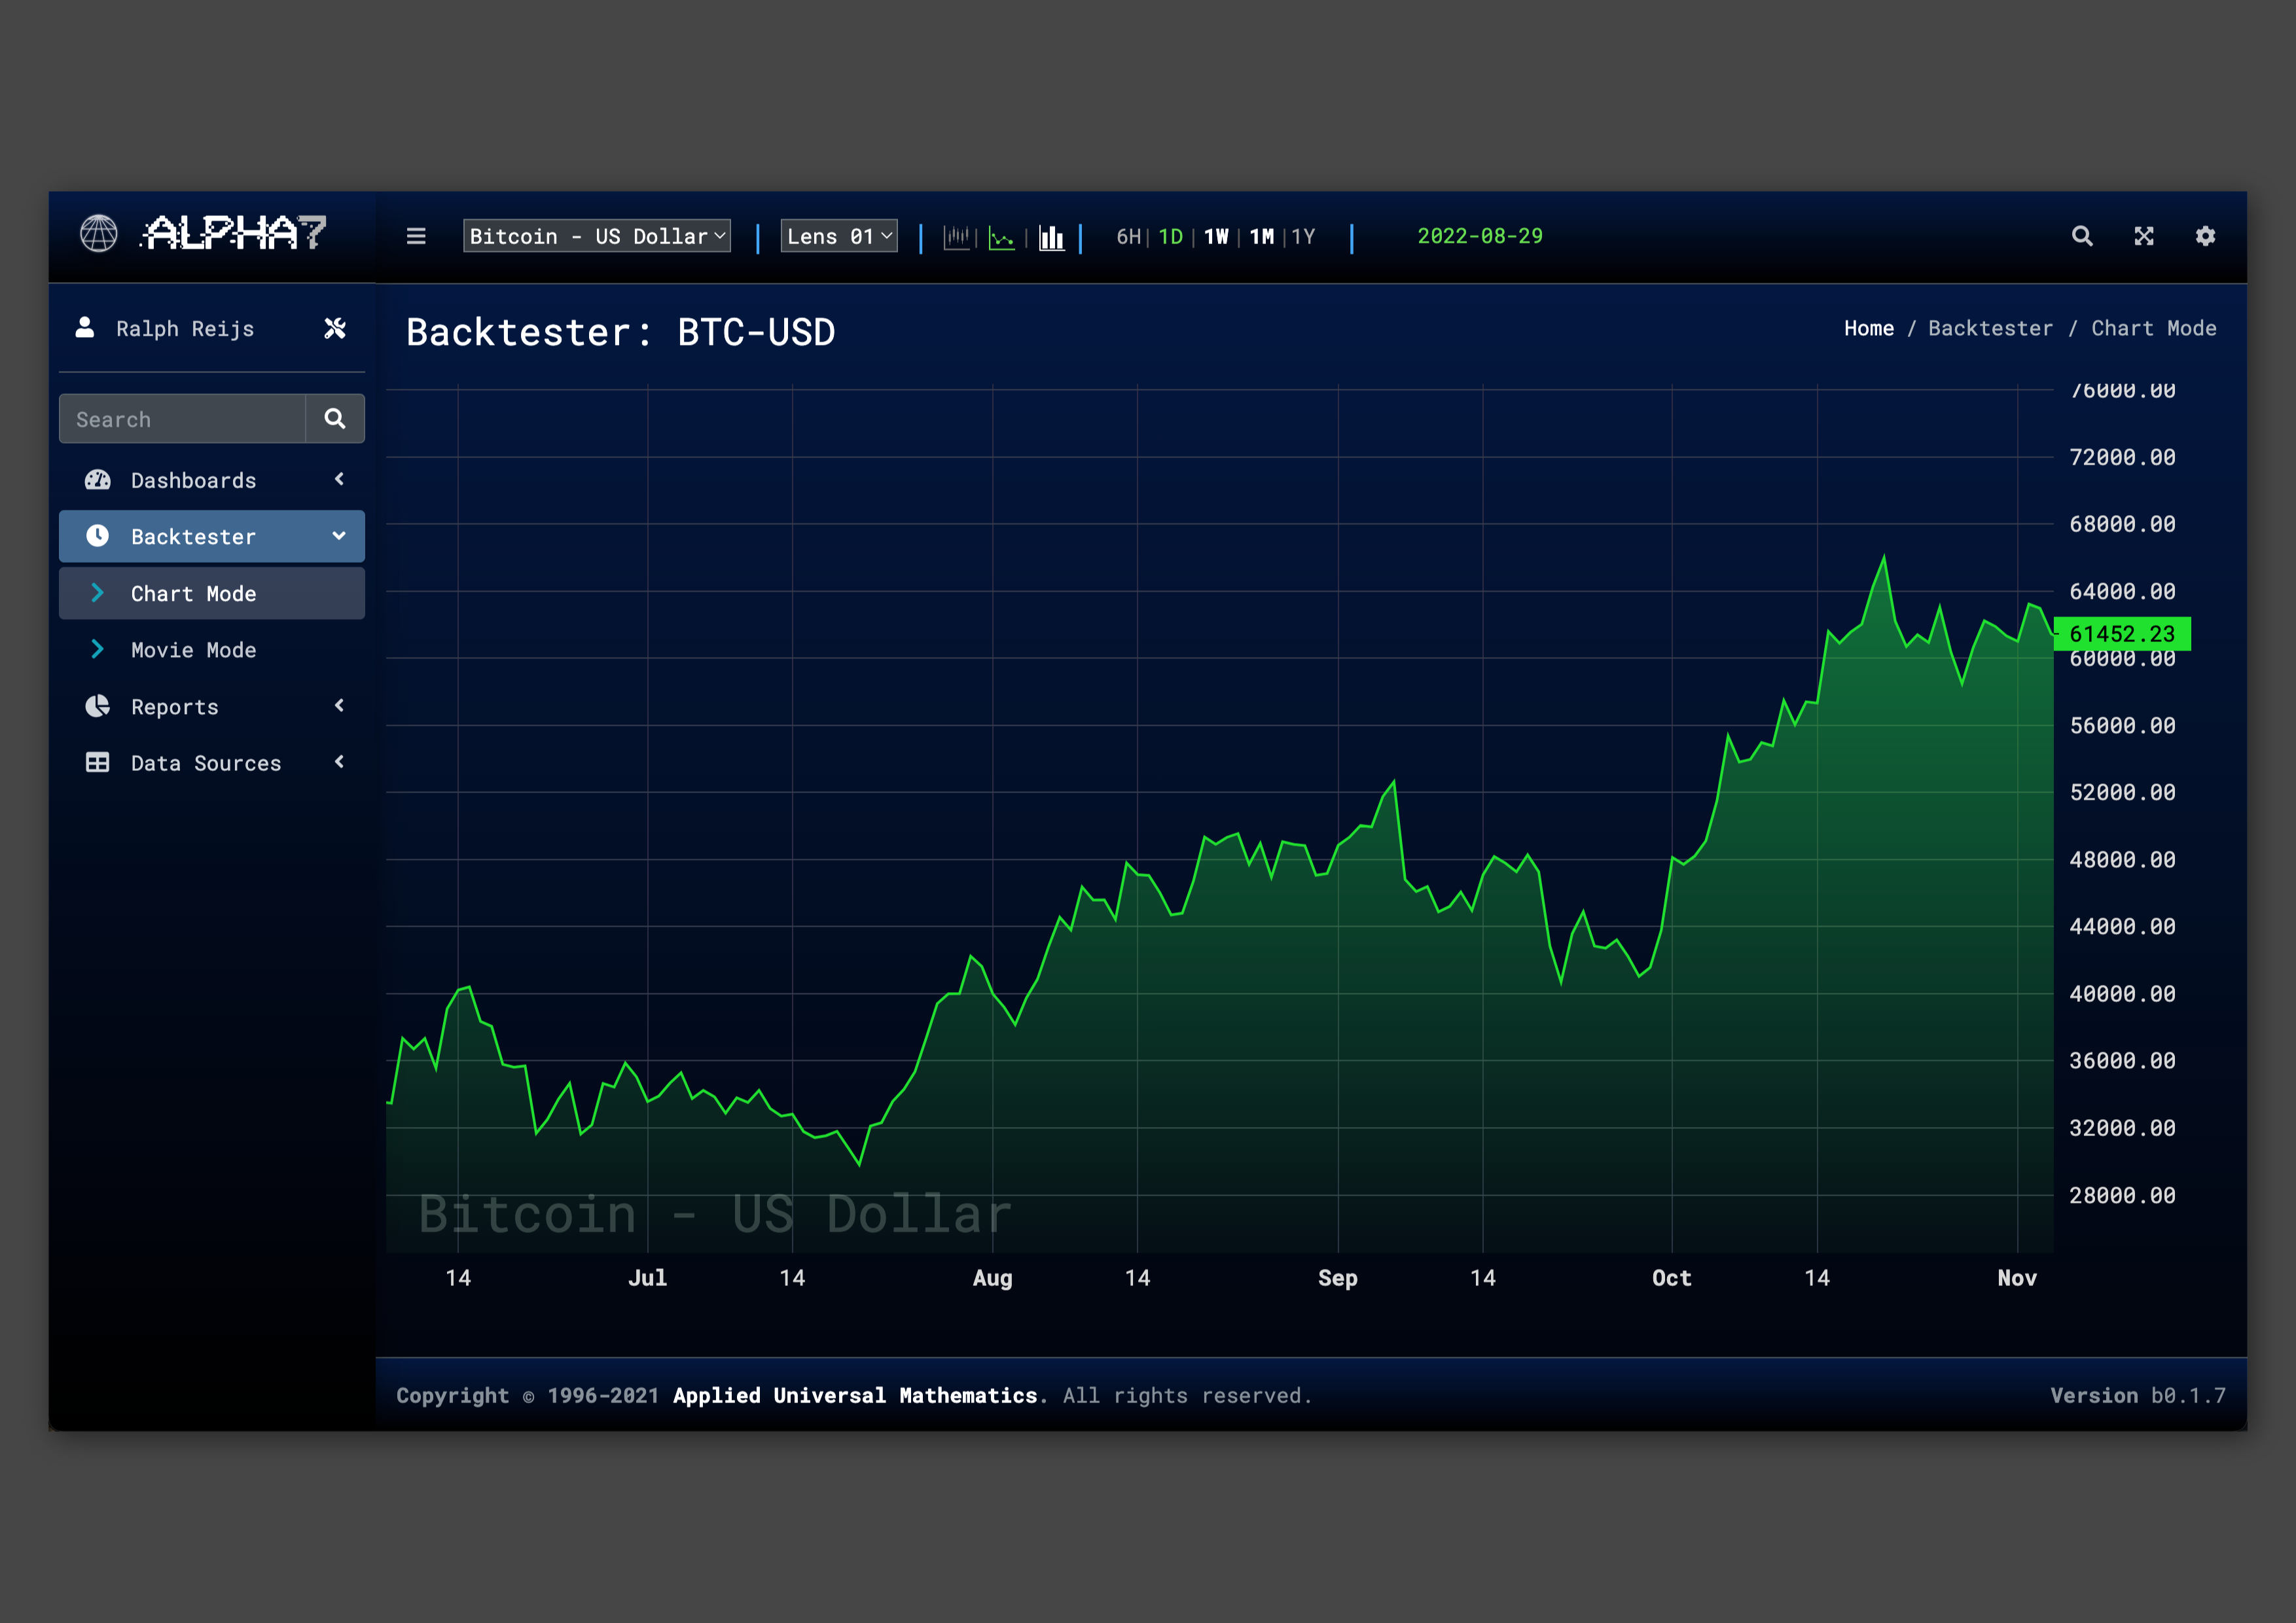 ALPHA7
Bitcoin - US Dollar
Lens 01
6H | 1D | 1W | 1M | 1Y
2022-08-29
Ralph Reijs
Search
Dashboards
Backtester
Chart Mode
Movie Mode
Reports
Data Sources
Backtester: BTC-USD
Home / Backtester / Chart Mode
76000.00
72000.00
68000.00
64000.00
61452.23
60000.00
56000.00
52000.00
48000.00
44000.00
40000.00
36000.00
32000.00
28000.00
Bitcoin - US Dollar
14 Jul 14 Aug 14 Sep 14 Oct 14 Nov
Copyright © 1996-2021 Applied Universal Mathematics. All rights reserved.
Version b0.1.7